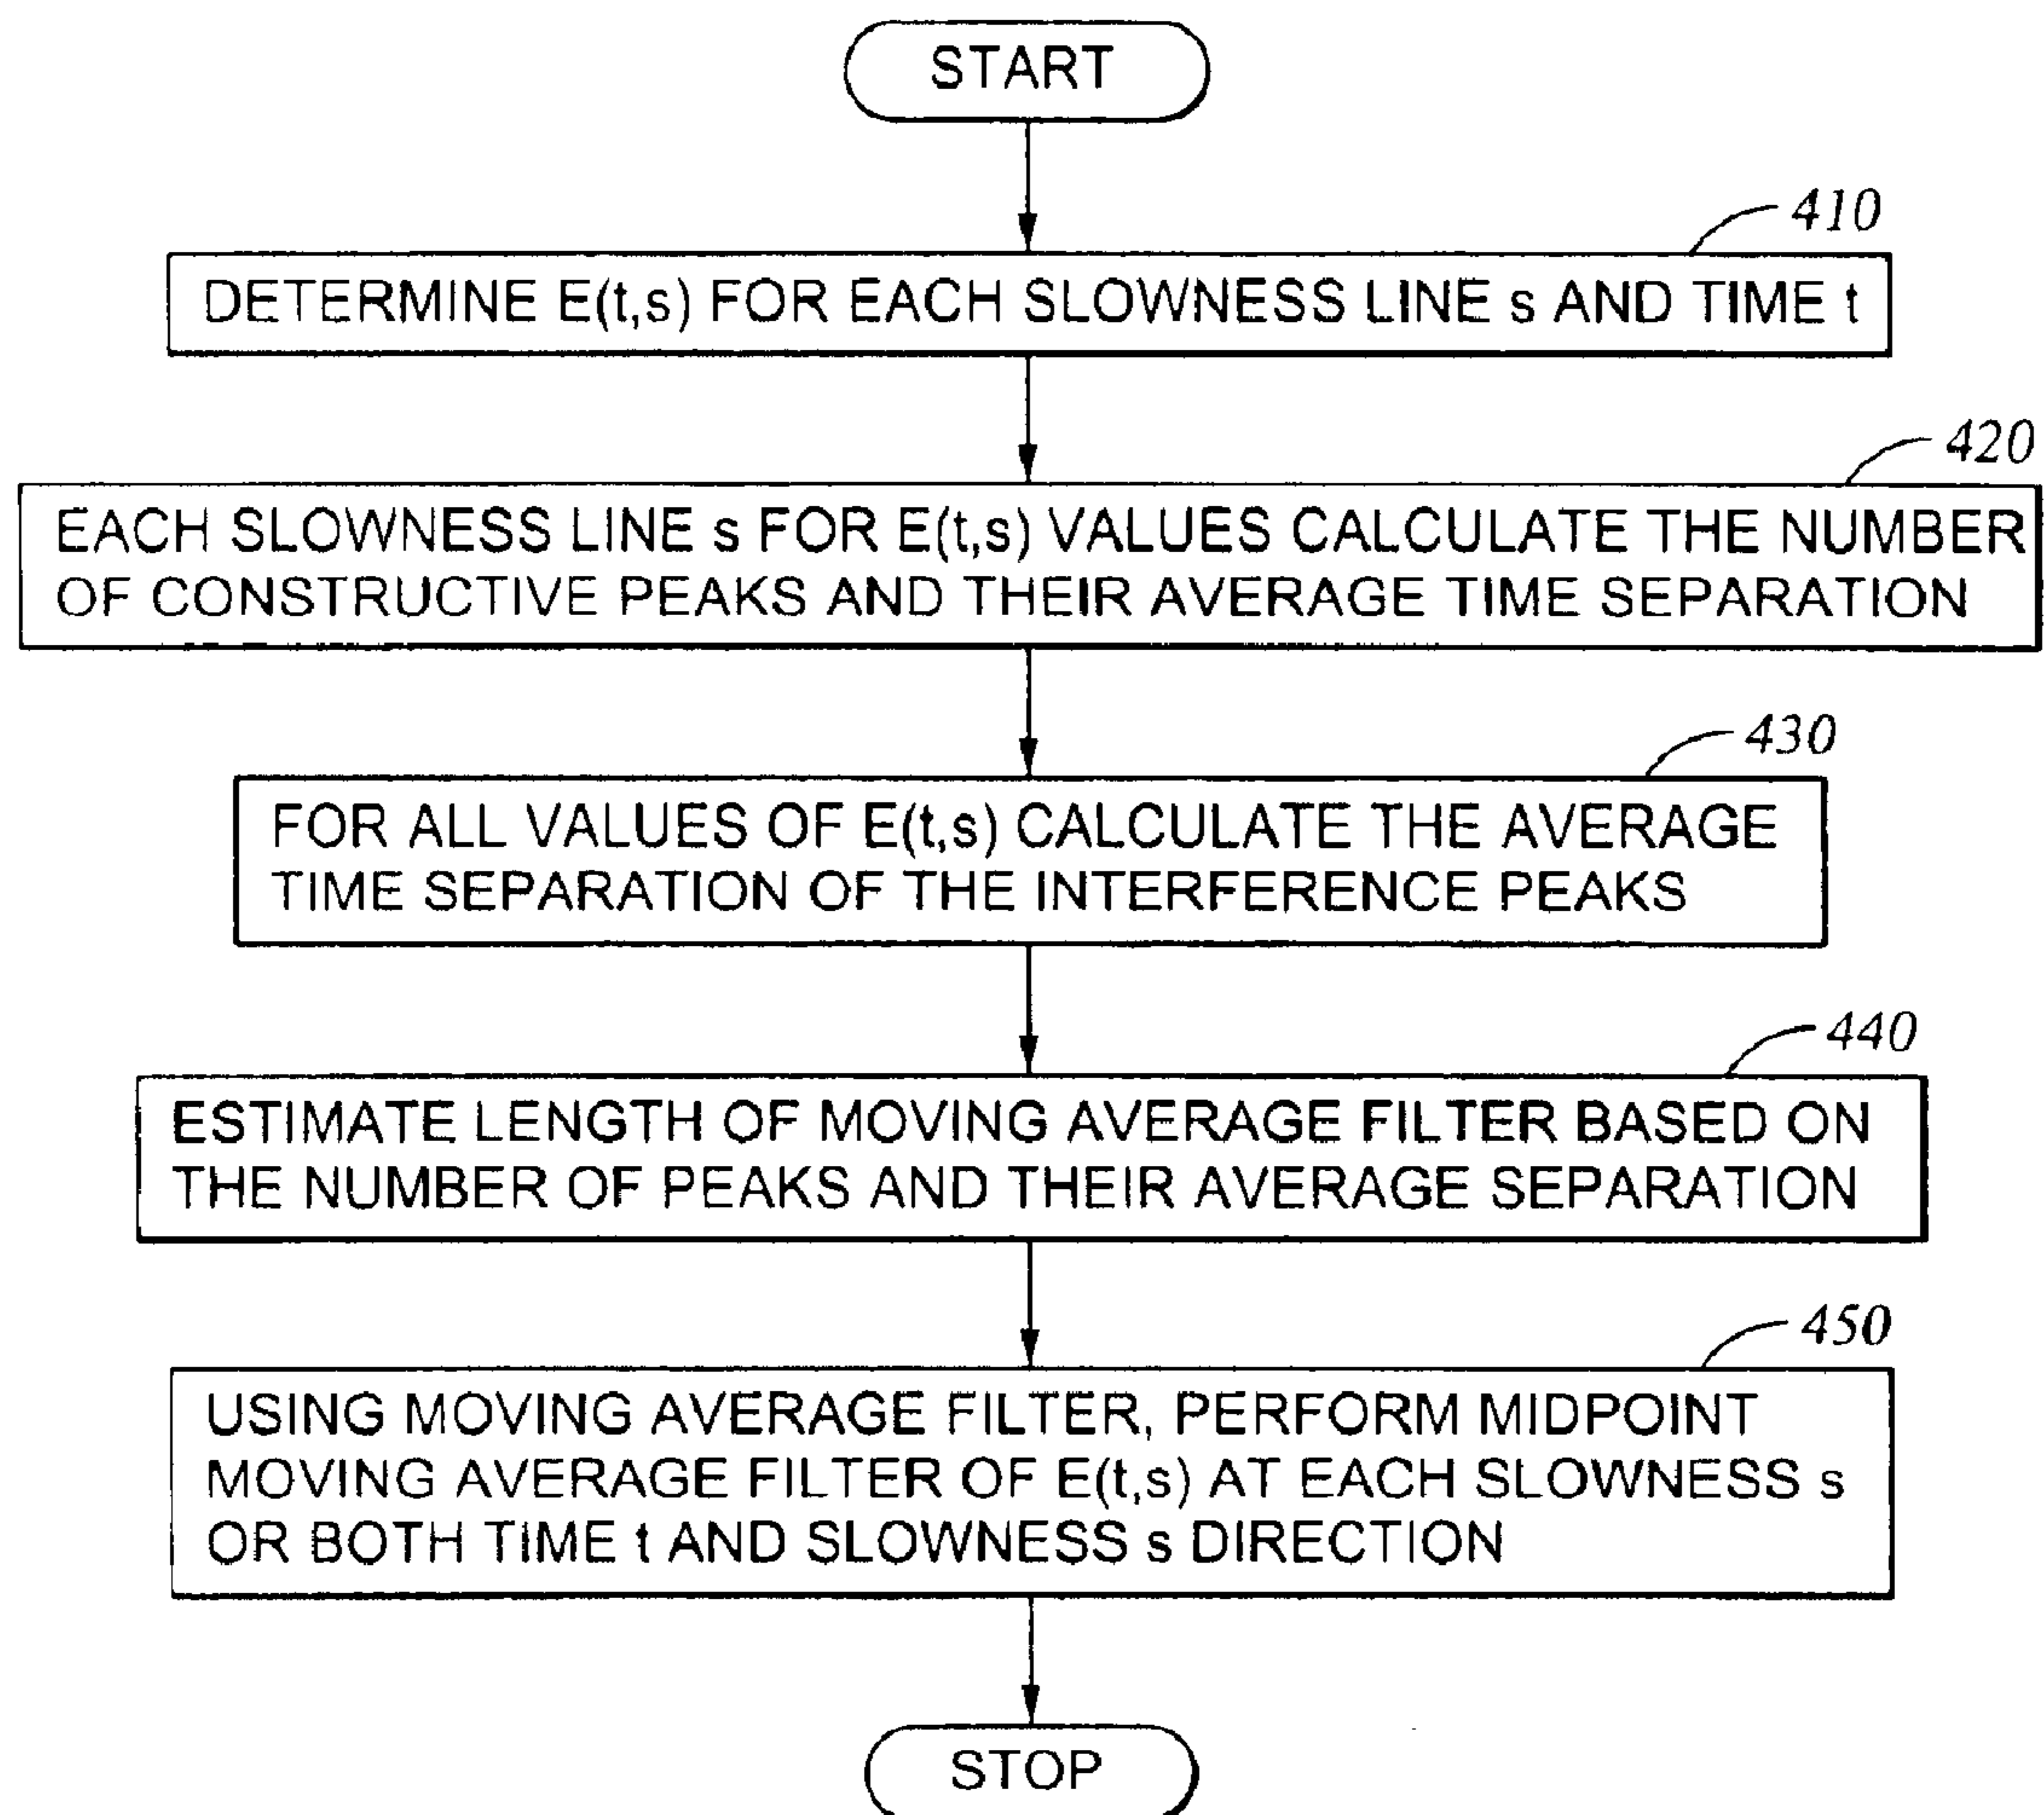 START
410
DETERMINE E(t,s) FOR EACH SLOWNESS LINE s AND TIME t
420
EACH SLOWNESS LINE s FOR E(t,s) VALUES CALCULATE THE NUMBER
OF CONSTRUCTIVE PEAKS AND THEIR AVERAGE TIME SEPARATION
430
FOR ALL VALUES OF E(t,s) CALCULATE THE AVERAGE
TIME SEPARATION OF THE INTERFERENCE PEAKS
440
ESTIMATE LENGTH OF MOVING AVERAGE FILTER BASED ON
THE NUMBER OF PEAKS AND THEIR AVERAGE SEPARATION
450
USING MOVING AVERAGE FILTER, PERFORM MIDPOINT
MOVING AVERAGE FILTER OF E(t,s) AT EACH SLOWNESS s
OR BOTH TIME t AND SLOWNESS s DIRECTION
STOP